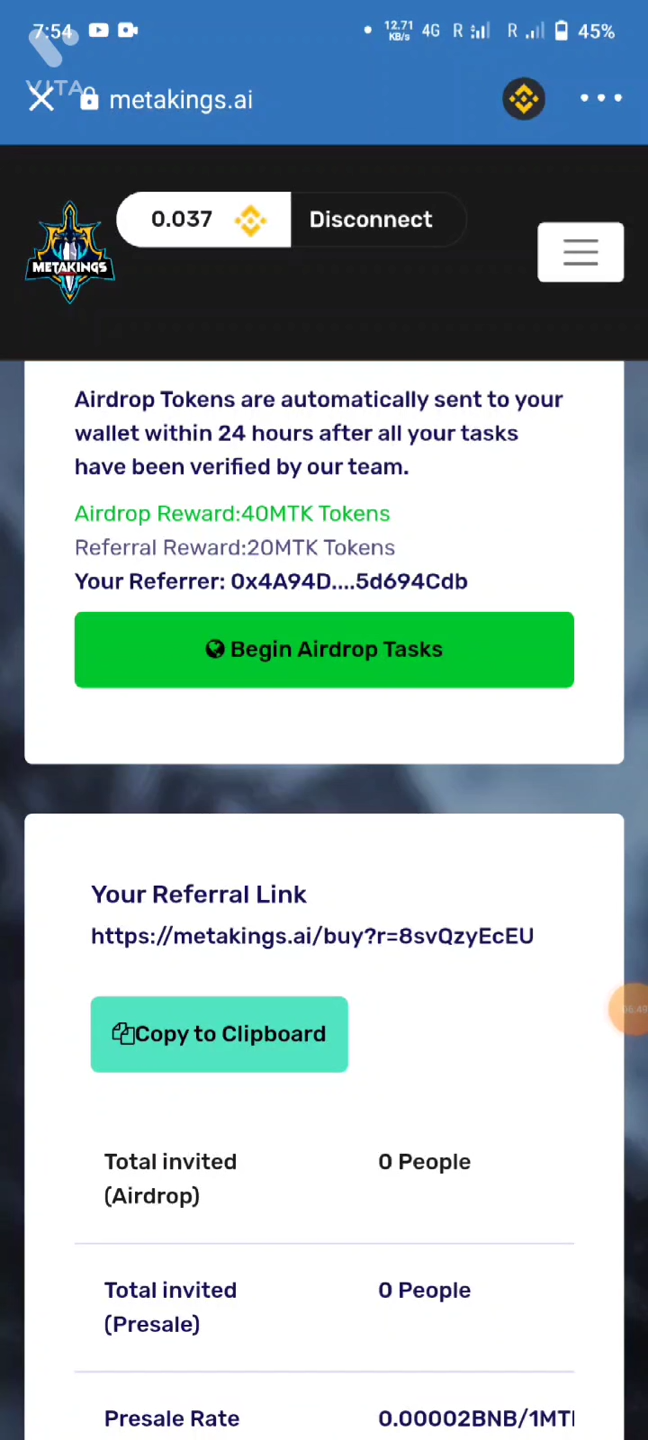 7:54
12.71
KB/s
4G
R
R
45%
VITA
metakings.ai
METAKINGS
0.037
Disconnect
Airdrop Tokens are automatically sent to your
wallet within 24 hours after all your tasks
have been verified by our team.
Airdrop Reward:40MTK Tokens
Referral Reward:20MTK Tokens
Your Referrer: 0x4A94D....5d694Cdb
Begin Airdrop Tasks
Your Referral Link
https://metakings.ai/buy?r=8svQzyEcEU
Copy to Clipboard
Total invited 0 People
(Airdrop)
Total invited 0 People
(Presale)
Presale Rate 0.00002BNB/1MT